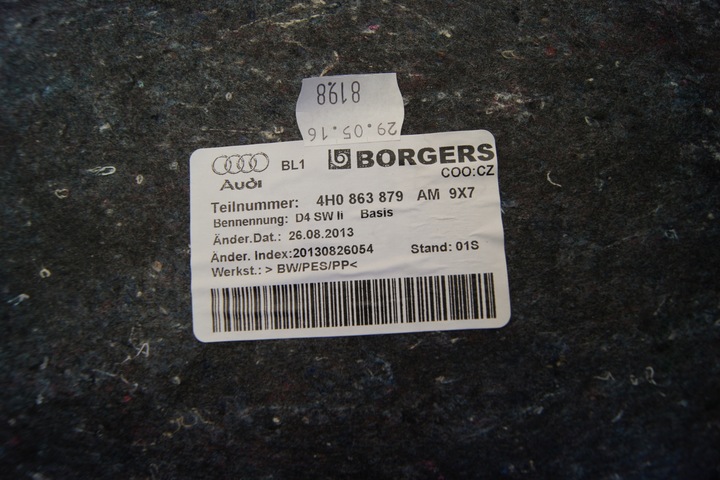 8198
29.05.16
Audi BL1 BORGERS
COO:CZ
Teilnummer: 4H0 863 879 AM 9X7
Bennennung: D4 SW li Basis
Änder.Dat.: 26.08.2013
Änder. Index:20130826054 Stand: 01S
Werkst.: > BW/PES/PP<